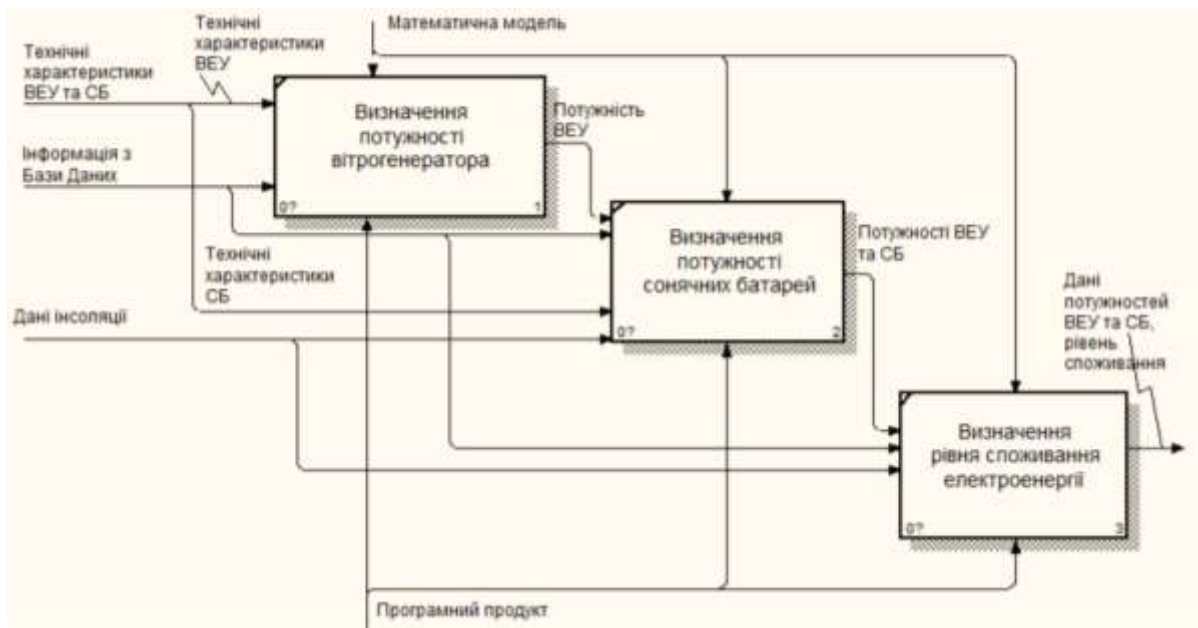 Технічні
характеристики
ВЕУ
Математична модель
Технічні
характеристики
ВЕУ та СБ
Визначення
потужності
вітрогенератора
0?
1
Потужність
ВЕУ
Інформація з
Бази Даних
Технічні
характеристики
СБ
Визначення
потужності
сонячних батарей
0?
2
Потужності ВЕУ
та СБ
Дані інсоляції
Дані
потужностей
ВЕУ та СБ,
рівень
споживання
Визначення
рівня споживання
електроенергії
0?
3
Програмний продукт